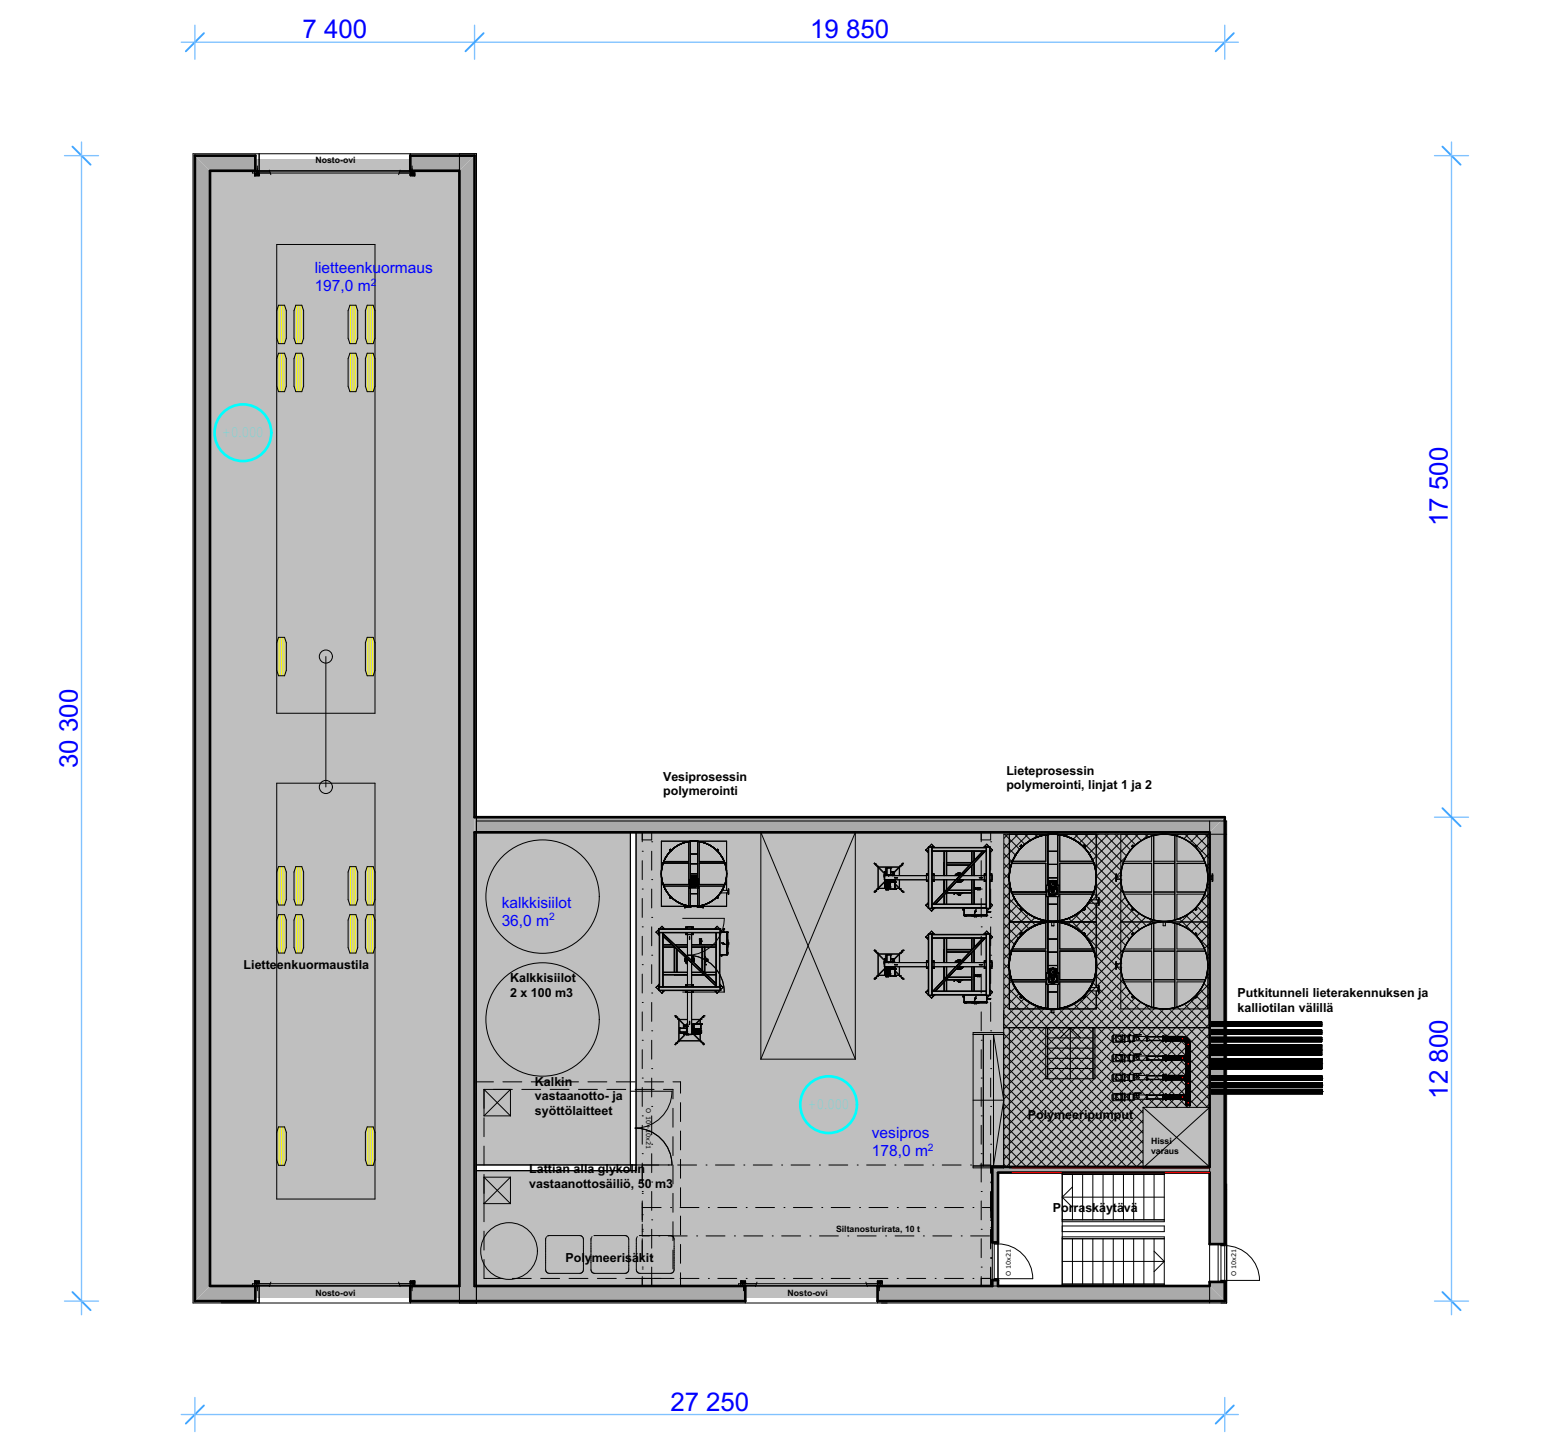 7 400
19 850
Nosto-ovi
lietteenkuormaus
197,0 m²
17 500
30 300
Vesiprosessin
polymerointi
Lieteprosessin
polymerointi, linjat 1 ja 2
kalkkisiilot
36,0 m²
Kalkkisiilot
2 x 100 m3
Lietteenkuormaustila
Putkitunneli lieterakennuksen ja
kalliotilan välillä
12 800
Kalkin
vastaanotto- ja
syöttölaitteet
Polymeeripumput
vesipros
178,0 m²
Hissi
varaus
Lattian alla glykolin
vastaanottosäiliö, 50 m3
Porraskäytävä
Siltanosturirata, 10 t
Polymeerisäkit
O 10x21
O 10x21
Nosto-ovi
Nosto-ovi
27 250